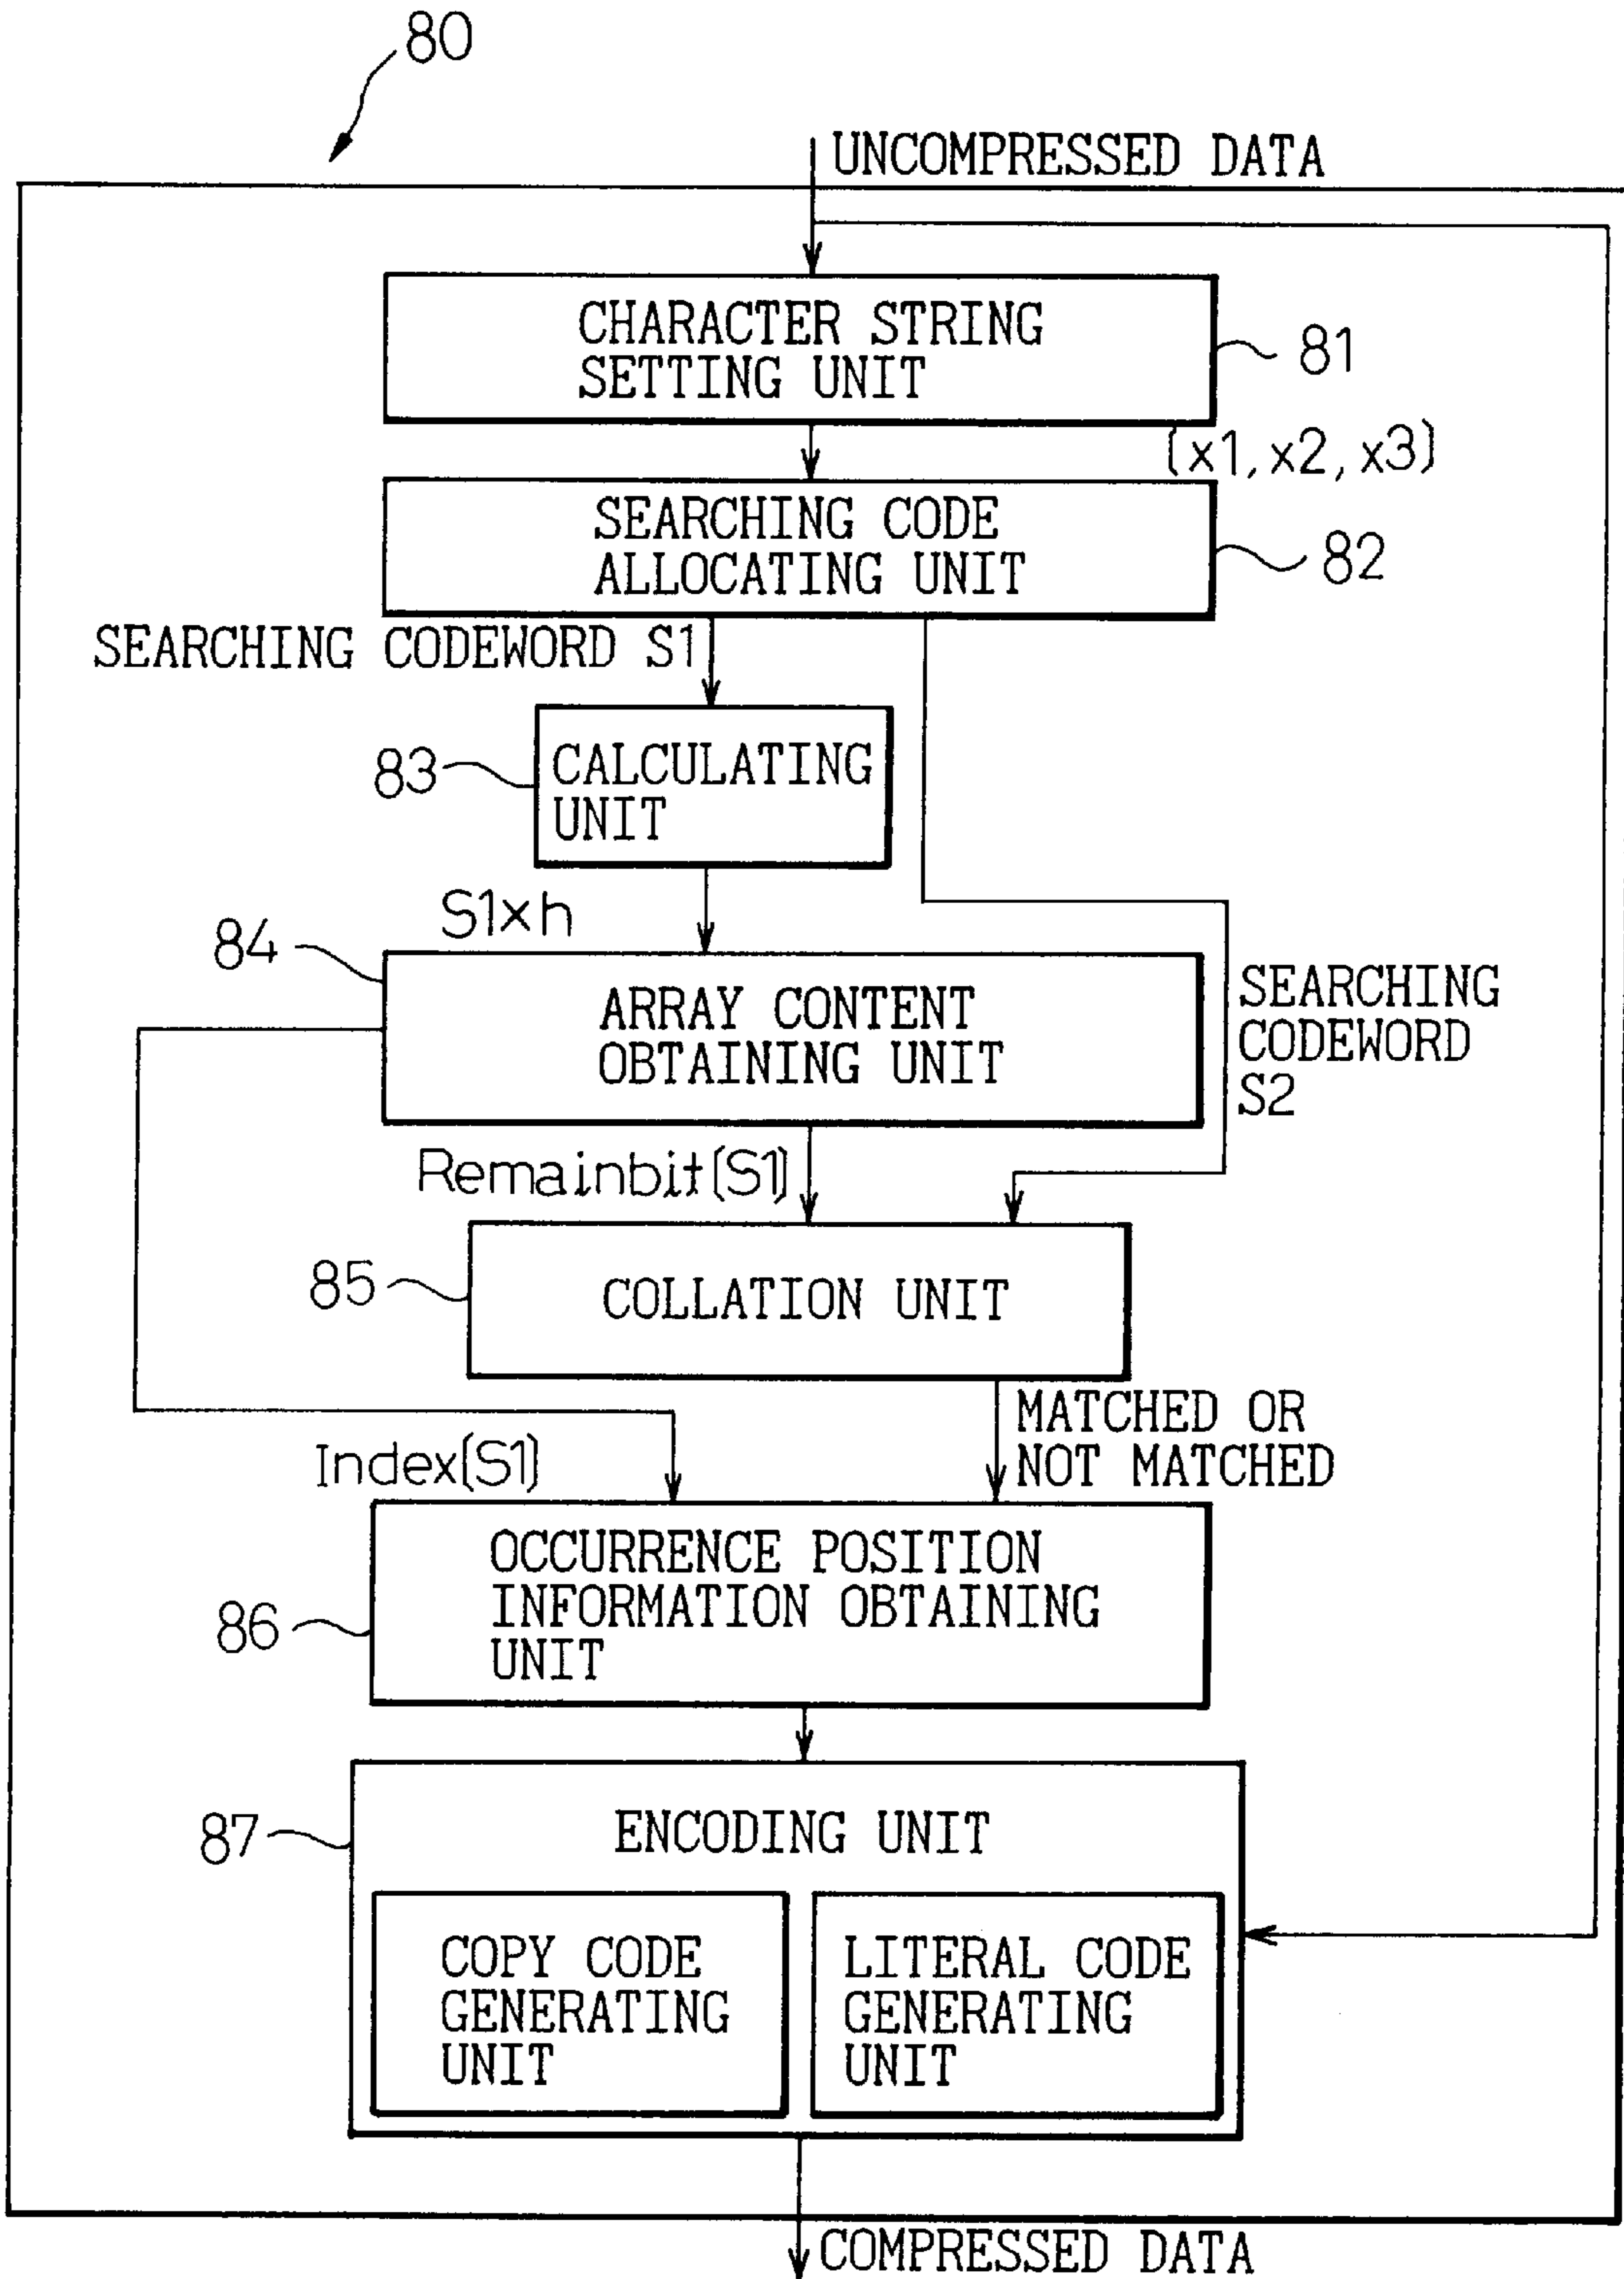 80
UNCOMPRESSED DATA
CHARACTER STRING
SETTING UNIT
81
(x1, x2, x3)
SEARCHING CODE
ALLOCATING UNIT
82
SEARCHING CODEWORD S1
83
CALCULATING
UNIT
S1×h
84
ARRAY CONTENT
OBTAINING UNIT
SEARCHING
CODEWORD
S2
Remainbit(S1)
85
COLLATION UNIT
MATCHED OR
NOT MATCHED
Index(S1)
OCCURRENCE POSITION
INFORMATION OBTAINING
UNIT
86
87
ENCODING UNIT
COPY CODE
GENERATING
UNIT
LITERAL CODE
GENERATING
UNIT
COMPRESSED DATA